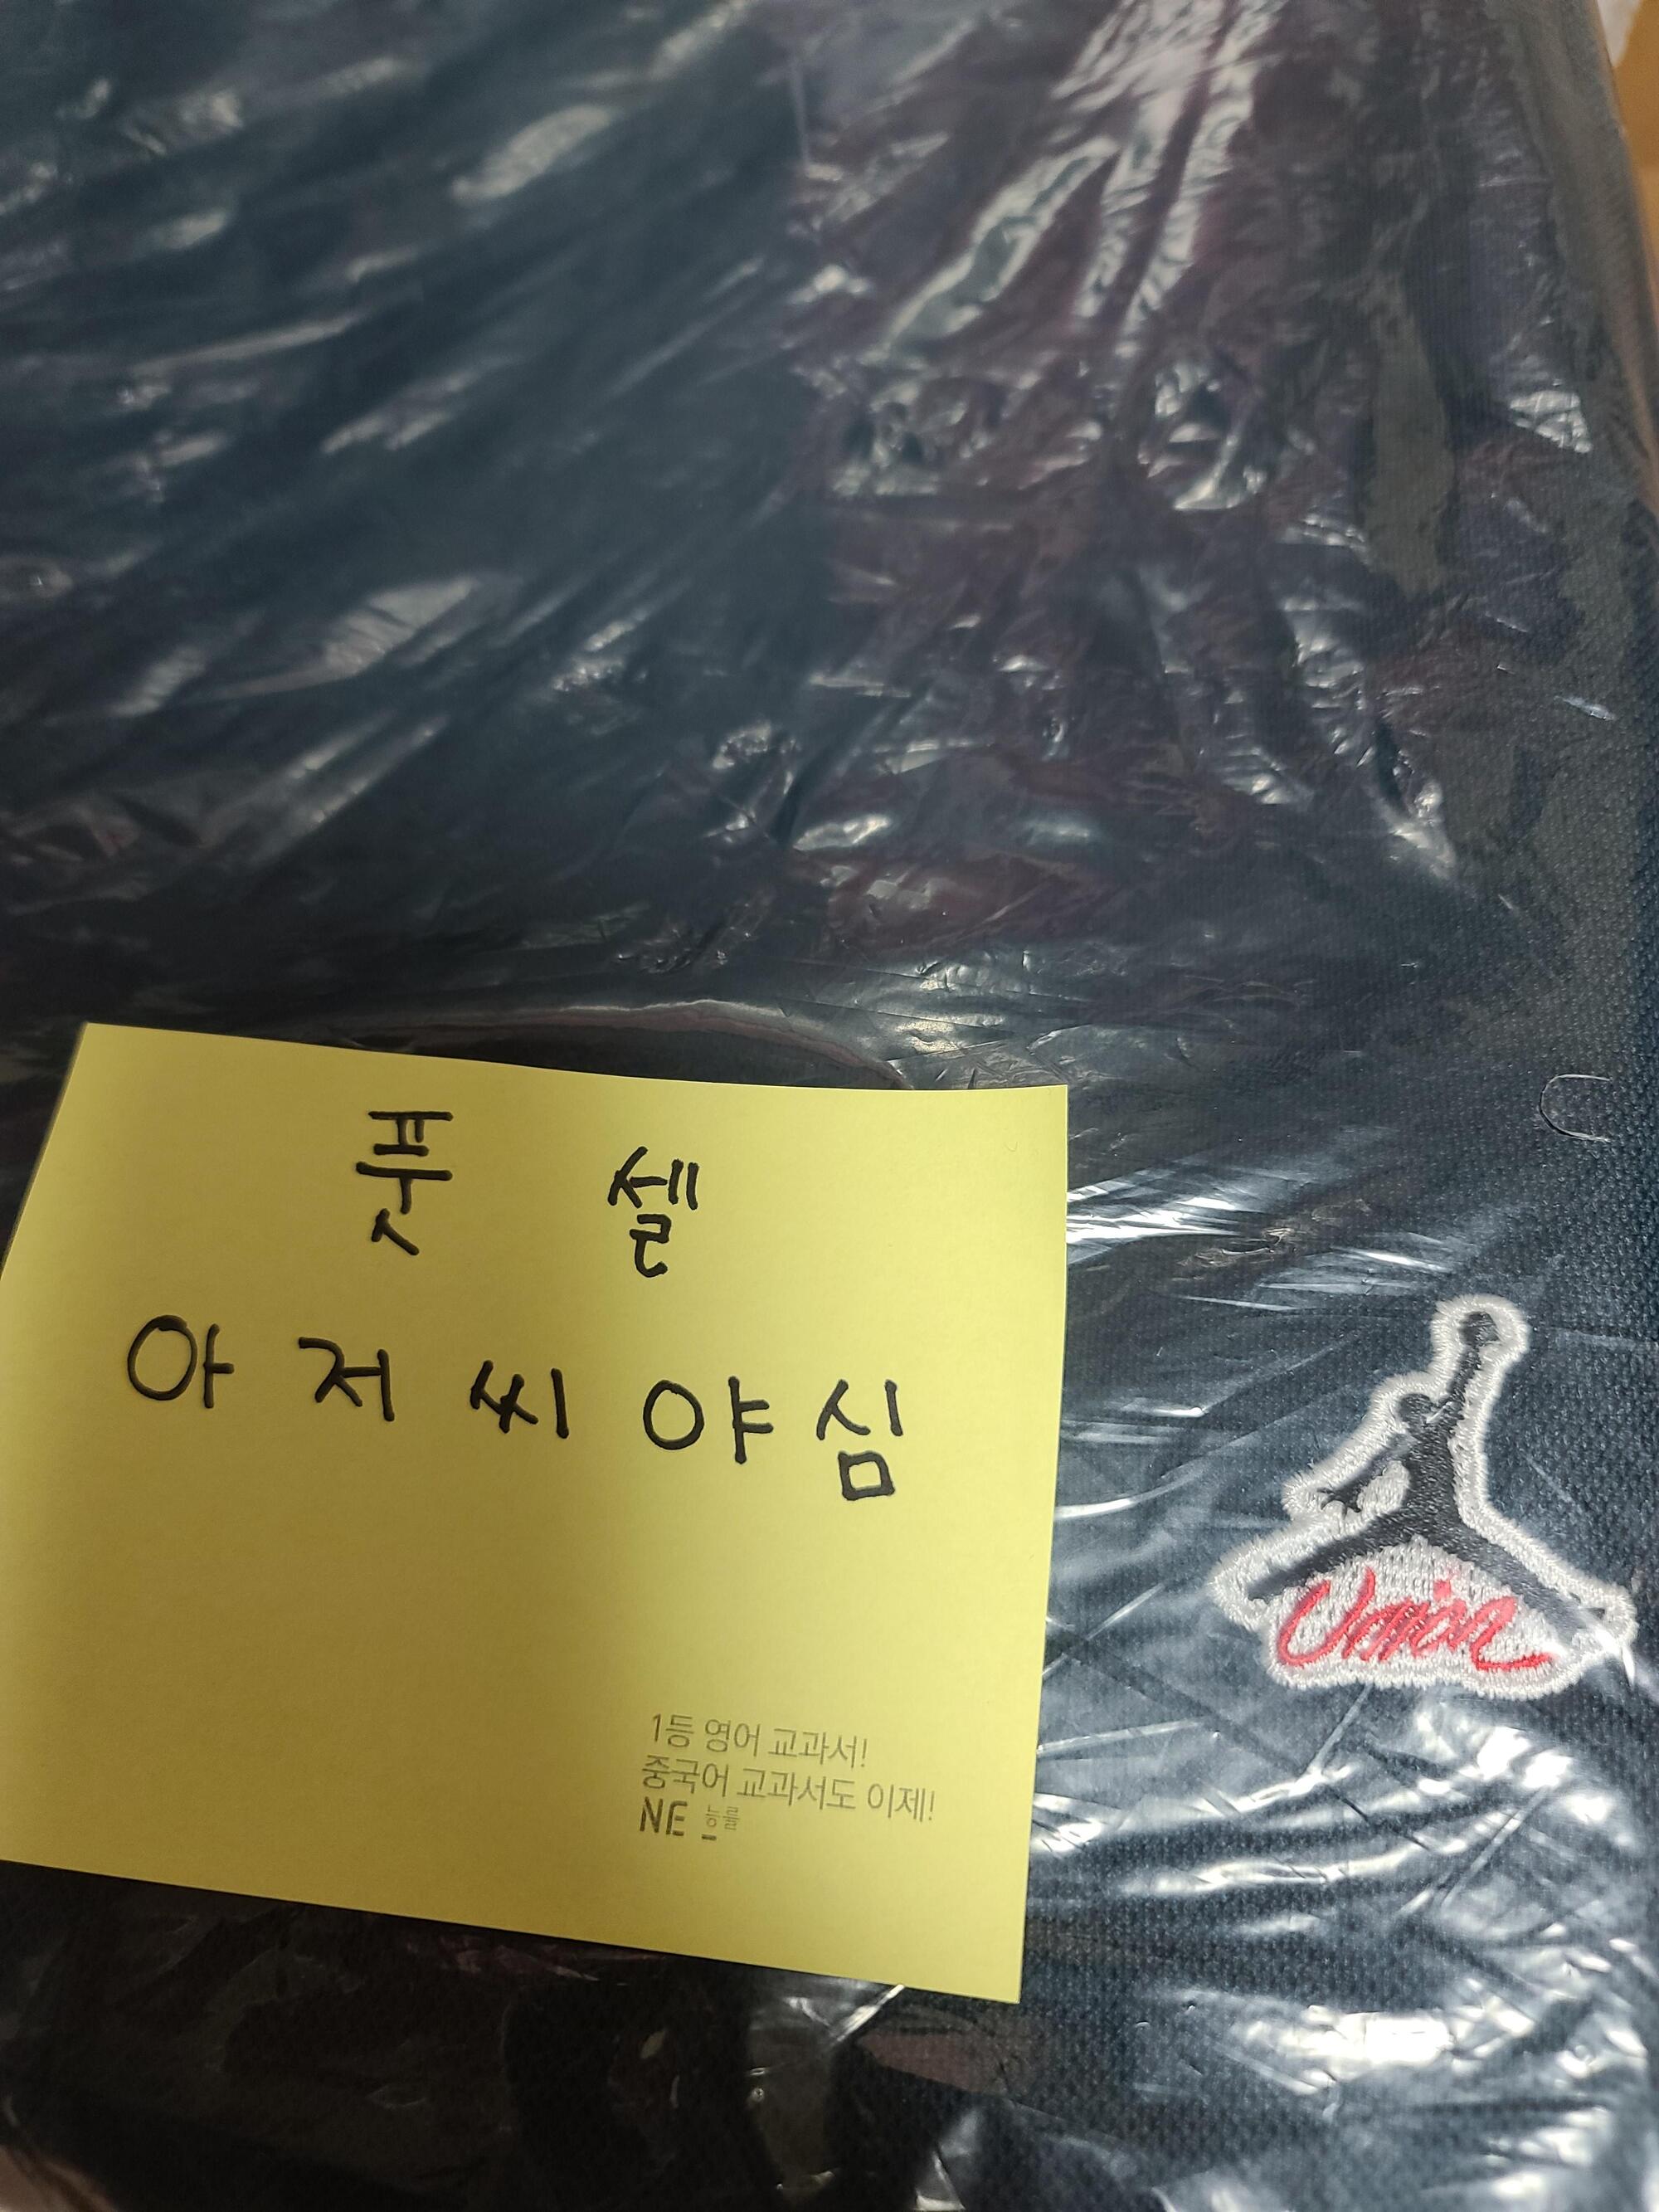 풋셀
아저씨야심
Union
1등 영어 교과서!
중국어 교과서도 이제!
NE 능률